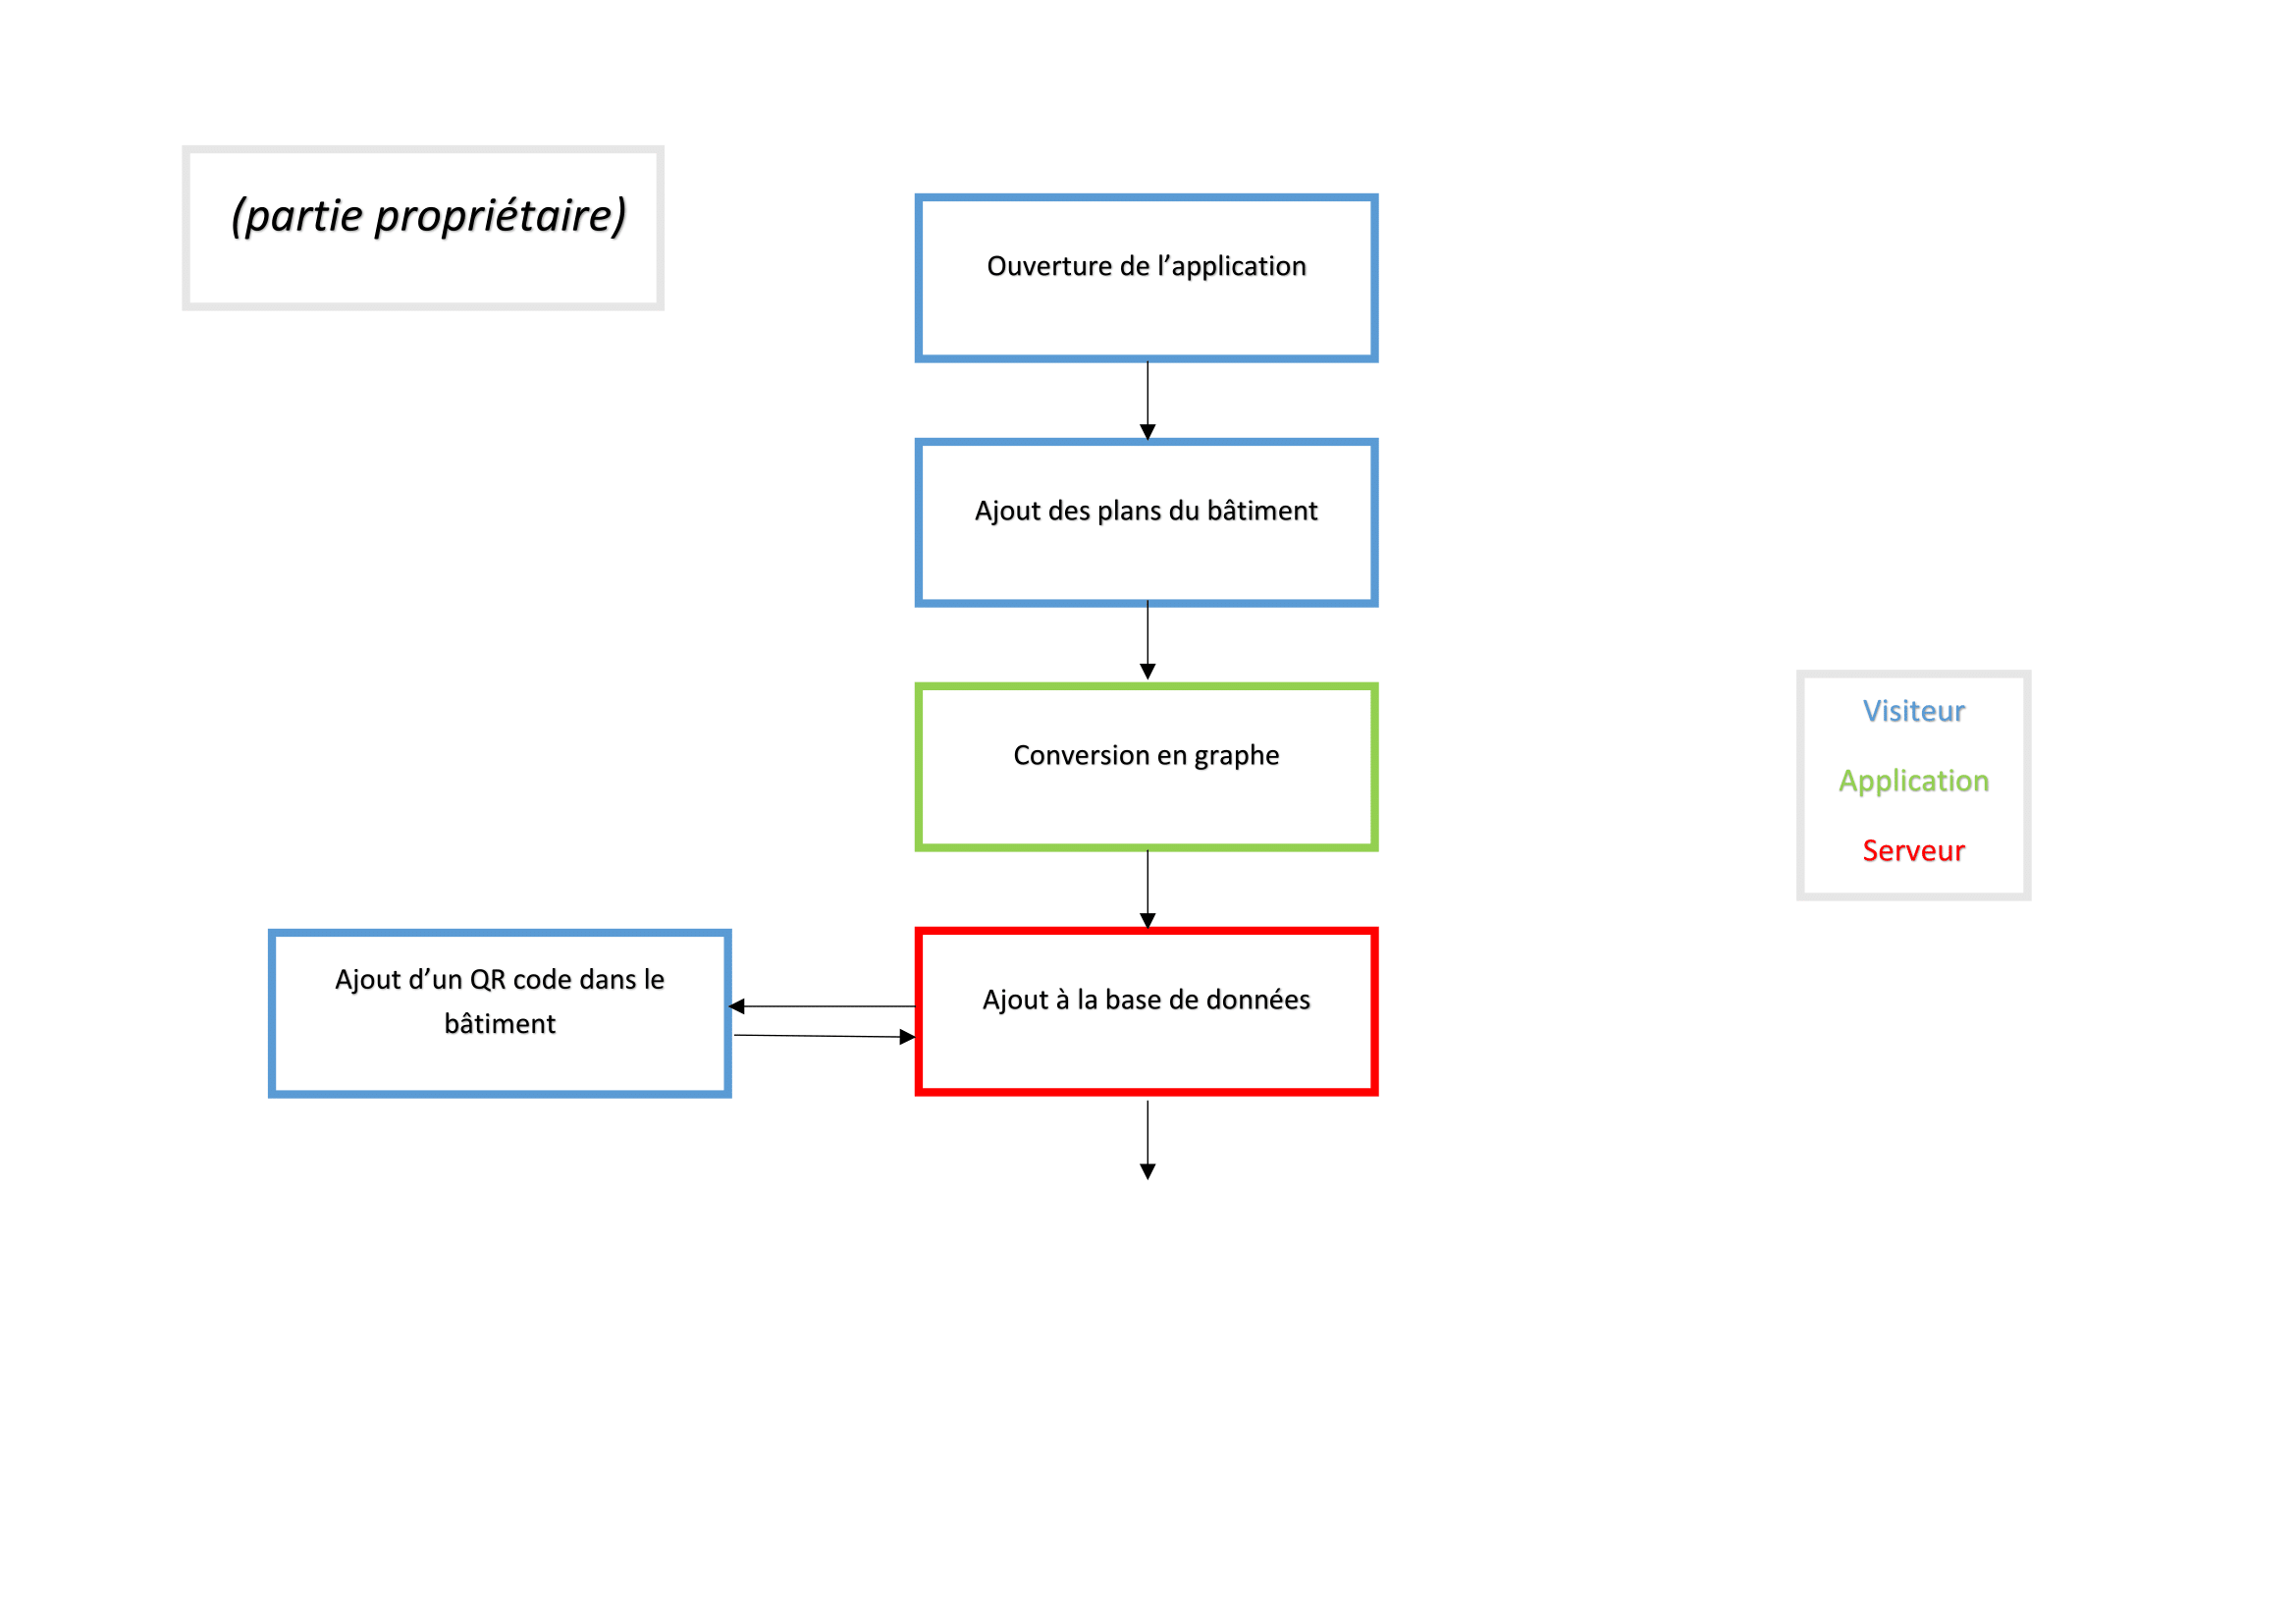 (partie propriétaire)
Ouverture de l’application
Ajout des plans du bâtiment
Conversion en graphe
Visiteur
Application
Serveur
Ajout d’un QR code dans le
bâtiment
Ajout à la base de données